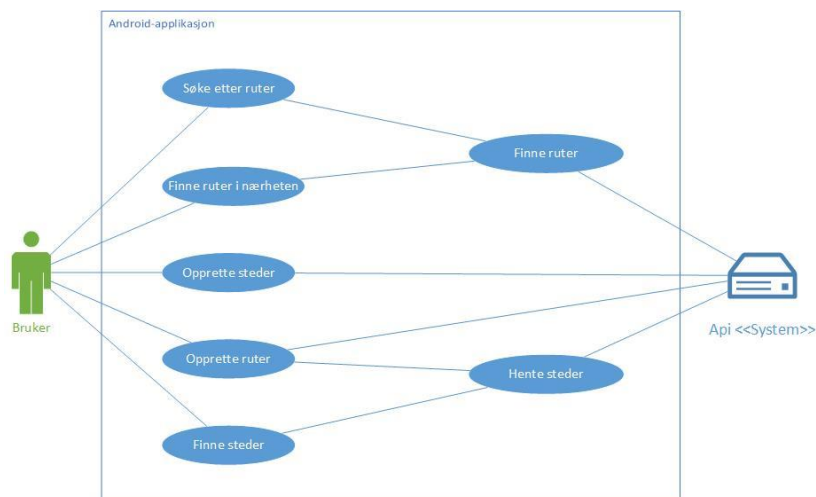 Android-applikasjon
Søke etter ruter
Finne ruter
Finne ruter i nærheten
Opprette steder
Bruker
Api <<System>>
Opprette ruter
Hente steder
Finne steder